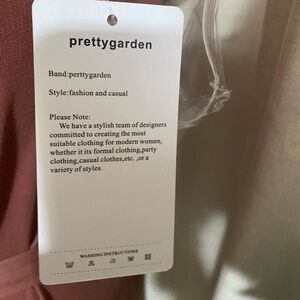 prettygarden
Band:perttygarden
Style:fashion and casual
Please Note:
We have a stylish team of designers
committed to creating the most
suitable clothing for modern women,
whether it its formal clothing,party
clothing,casual clothes,etc. ,or a
variety of styles.
WASHING INSTRUCTIONS